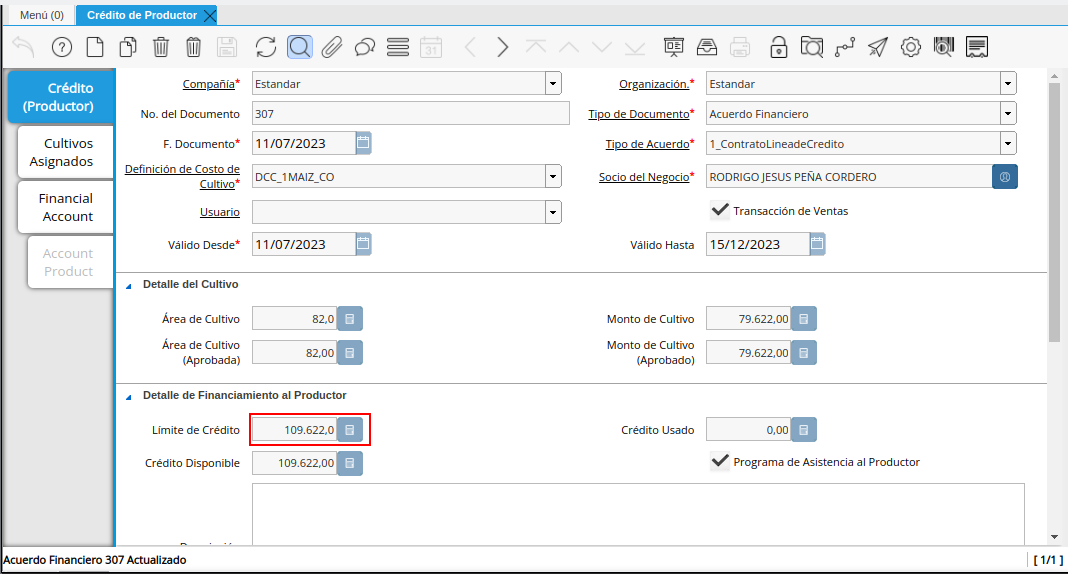 Menú (0)
Crédito de Productor
31
Crédito
(Productor)
Cultivos
Asignados
Financial
Account
Account
Product
Compañía* Estandar
Organización.* Estandar
No. del Documento 307
Tipo de Documento* Acuerdo Financiero
F. Documento* 11/07/2023
Tipo de Acuerdo* 1_ContratoLineadeCredito
Definición de Costo de
Cultivo* DCC_1MAIZ_CO
Socio del Negocio* RODRIGO JESUS PEÑA CORDERO
Usuario
Transacción de Ventas
Válido Desde* 11/07/2023
Válido Hasta 15/12/2023
Detalle del Cultivo
Área de Cultivo 82,0
Monto de Cultivo 79.622,00
Área de Cultivo
(Aprobada) 82,00
Monto de Cultivo
(Aprobado) 79.622,00
Detalle de Financiamiento al Productor
Límite de Crédito 109.622,0
Crédito Usado 0,00
Crédito Disponible 109.622,00
Programa de Asistencia al Productor
Acuerdo Financiero 307 Actualizado
[ 1/1 ]